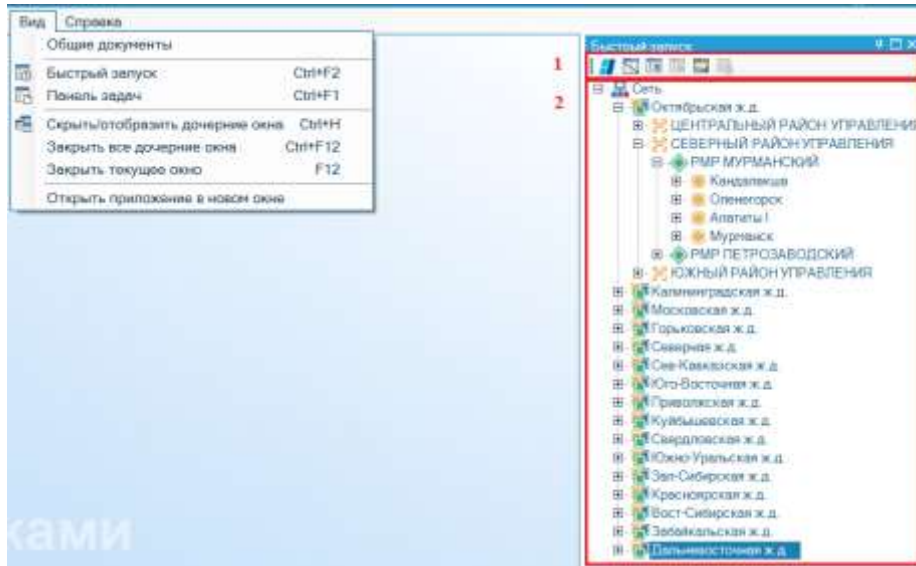 Вид Справка
Общие документы
Быстрый запуск Ctrl+F2
Панель задач Ctrl+F1
Скрыть/отобразить дочерние окна Ctrl+H
Закрыть все дочерние окна Ctrl+F12
Закрыть текущее окно F12
Открыть приложение в новом окне
ками
Быстрый запуск
1
2
Сеть
Октябрьская ж.д.
ЦЕНТРАЛЬНЫЙ РАЙОН УПРАВЛЕНИ
СЕВЕРНЫЙ РАЙОН УПРАВЛЕНИЯ
РМР МУРМАНСКИЙ
Кандалакша
Оленегорск
Апатиты I
Мурманск
РМР ПЕТРОЗАВОДСКИЙ
ЮЖНЫЙ РАЙОН УПРАВЛЕНИЯ
Калининградская ж.д.
Московская ж.д.
Горьковская ж.д.
Северная ж.д.
Сев-Кавказская ж.д.
Юго-Восточная ж.д.
Приволжская ж.д.
Куйбышевская ж.д.
Свердловская ж.д.
Южно-Уральская ж.д.
Зап-Сибирская ж.д.
Красноярская ж.д.
Вост-Сибирская ж.д.
Забайкальская ж.д.
Дальневосточная ж.д.